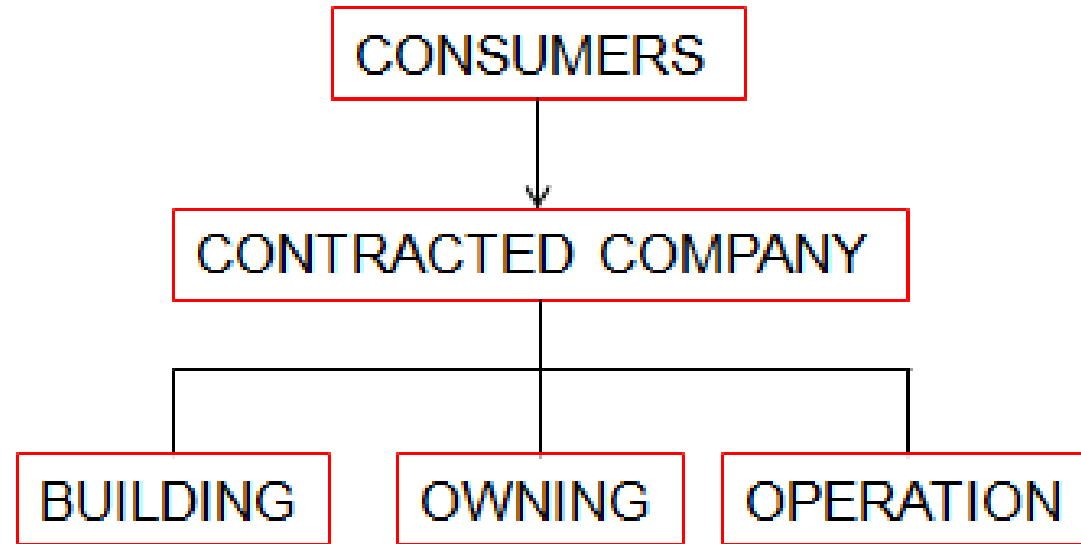 CONSUMERS
CONTRACTED COMPANY
BUILDING OWNING OPERATION